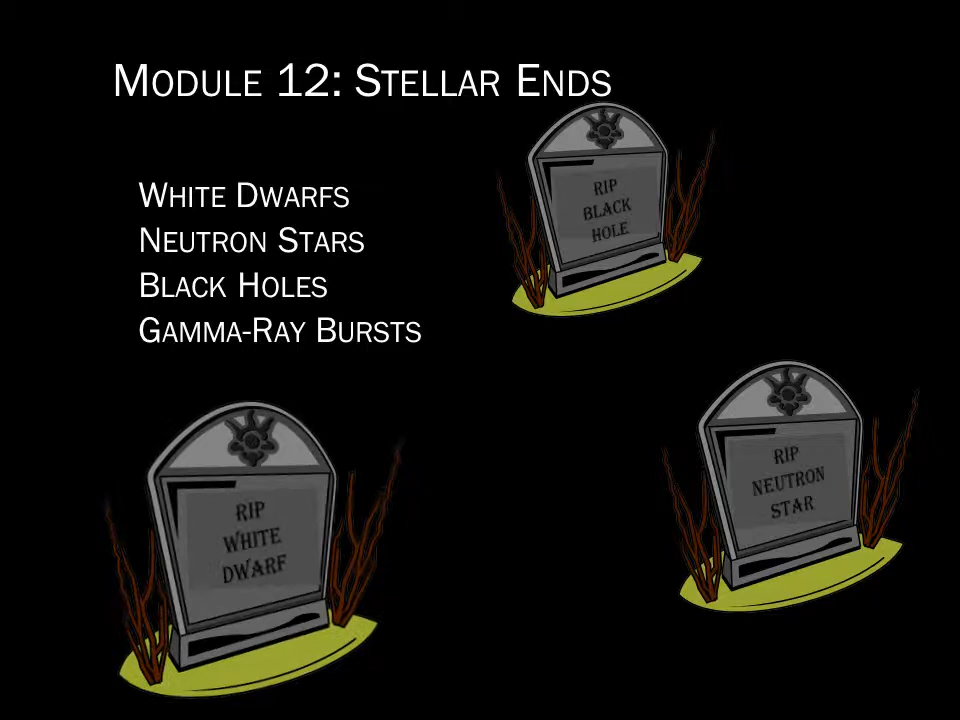 Module 12: Stellar Ends
White Dwarfs
Neutron Stars
Black Holes
Gamma-Ray Bursts
RIP
BLACK
HOLE
RIP
WHITE
DWARF
RIP
NEUTRON
STAR